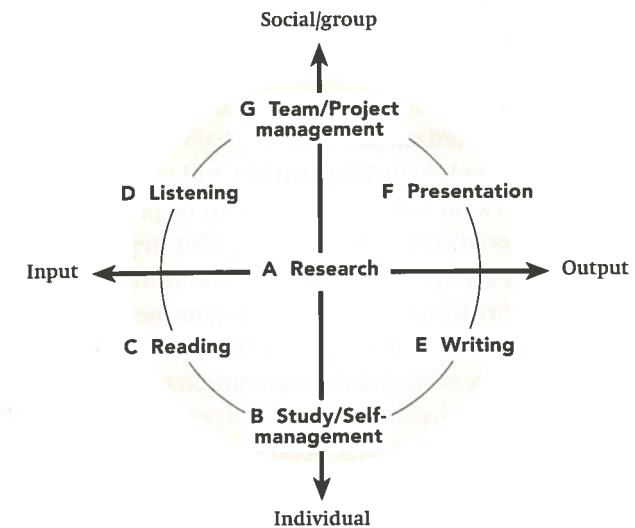 Social/group
G Team/Project
management
D Listening
F Presentation
Input
A Research
Output
C Reading
E Writing
B Study/Self-
management
Individual